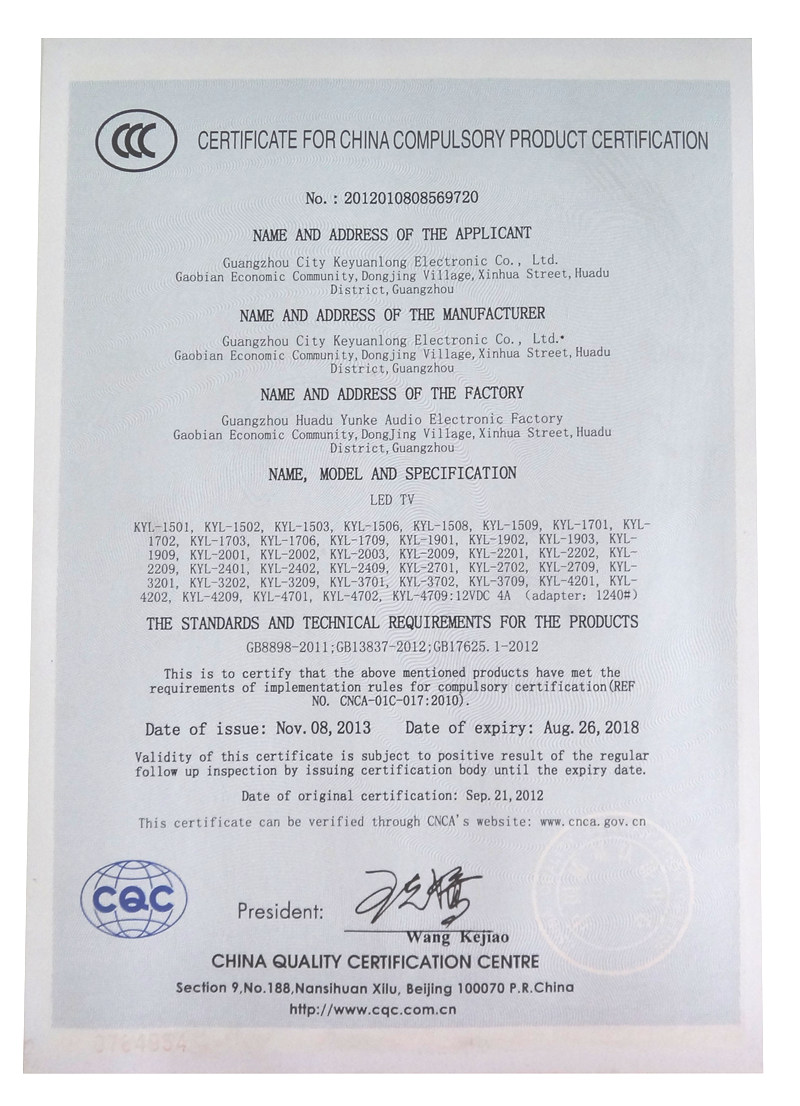 CCC
CERTIFICATE FOR CHINA COMPULSORY PRODUCT CERTIFICATION
No.: 2012010808569720
NAME AND ADDRESS OF THE APPLICANT
Guangzhou City Keyuanlong Electronic Co., Ltd.
Gaobian Economic Community, Dongjing Village, Xinhua Street, Huadu
District, Guangzhou
NAME AND ADDRESS OF THE MANUFACTURER
Guangzhou City Keyuanlong Electronic Co., Ltd.
Gaobian Economic Community, Dongjing Village, Xinhua Street, Huadu
District, Guangzhou
NAME AND ADDRESS OF THE FACTORY
Guangzhou Huadu Yunke Audio Electronic Factory
Gaobian Economic Community, DongJing Village, Xinhua Street, Huadu
District, Guangzhou
NAME, MODEL AND SPECIFICATION
LED TV
KYL-1501, KYL-1502, KYL-1503, KYL-1506, KYL-1508, KYL-1509, KYL-1701, KYL-
1702, KYL-1703, KYL-1706, KYL-1709, KYL-1901, KYL-1902, KYL-1903, KYL-
1909, KYL-2001, KYL-2002, KYL-2003, KYL-2009, KYL-2201, KYL-2202, KYL-
2209, KYL-2401, KYL-2402, KYL-2409, KYL-2701, KYL-2702, KYL-2709, KYL-
3201, KYL-3202, KYL-3209, KYL-3701, KYL-3702, KYL-3709, KYL-4201, KYL-
4202, KYL-4209, KYL-4701, KYL-4702, KYL-4709:12VDC 4A (adapter: 1240#)
THE STANDARDS AND TECHNICAL REQUIREMENTS FOR THE PRODUCTS
GB8898-2011;GB13837-2012;GB17625.1-2012
This is to certify that the above mentioned products have met the
requirements of implementation rules for compulsory certification(REF
NO. CNCA-01C-017:2010).
Date of issue: Nov. 08, 2013 Date of expiry: Aug. 26, 2018
Validity of this certificate is subject to positive result of the regular
follow up inspection by issuing certification body until the expiry date.
Date of original certification: Sep. 21, 2012
This certificate can be verified through CNCA's website: www.cnca.gov.cn
CQC
President:
Wang Kejiao
CHINA QUALITY CERTIFICATION CENTRE
Section 9, No.188, Nansihuan Xilu, Beijing 100070 P.R.China
http://www.cqc.com.cn